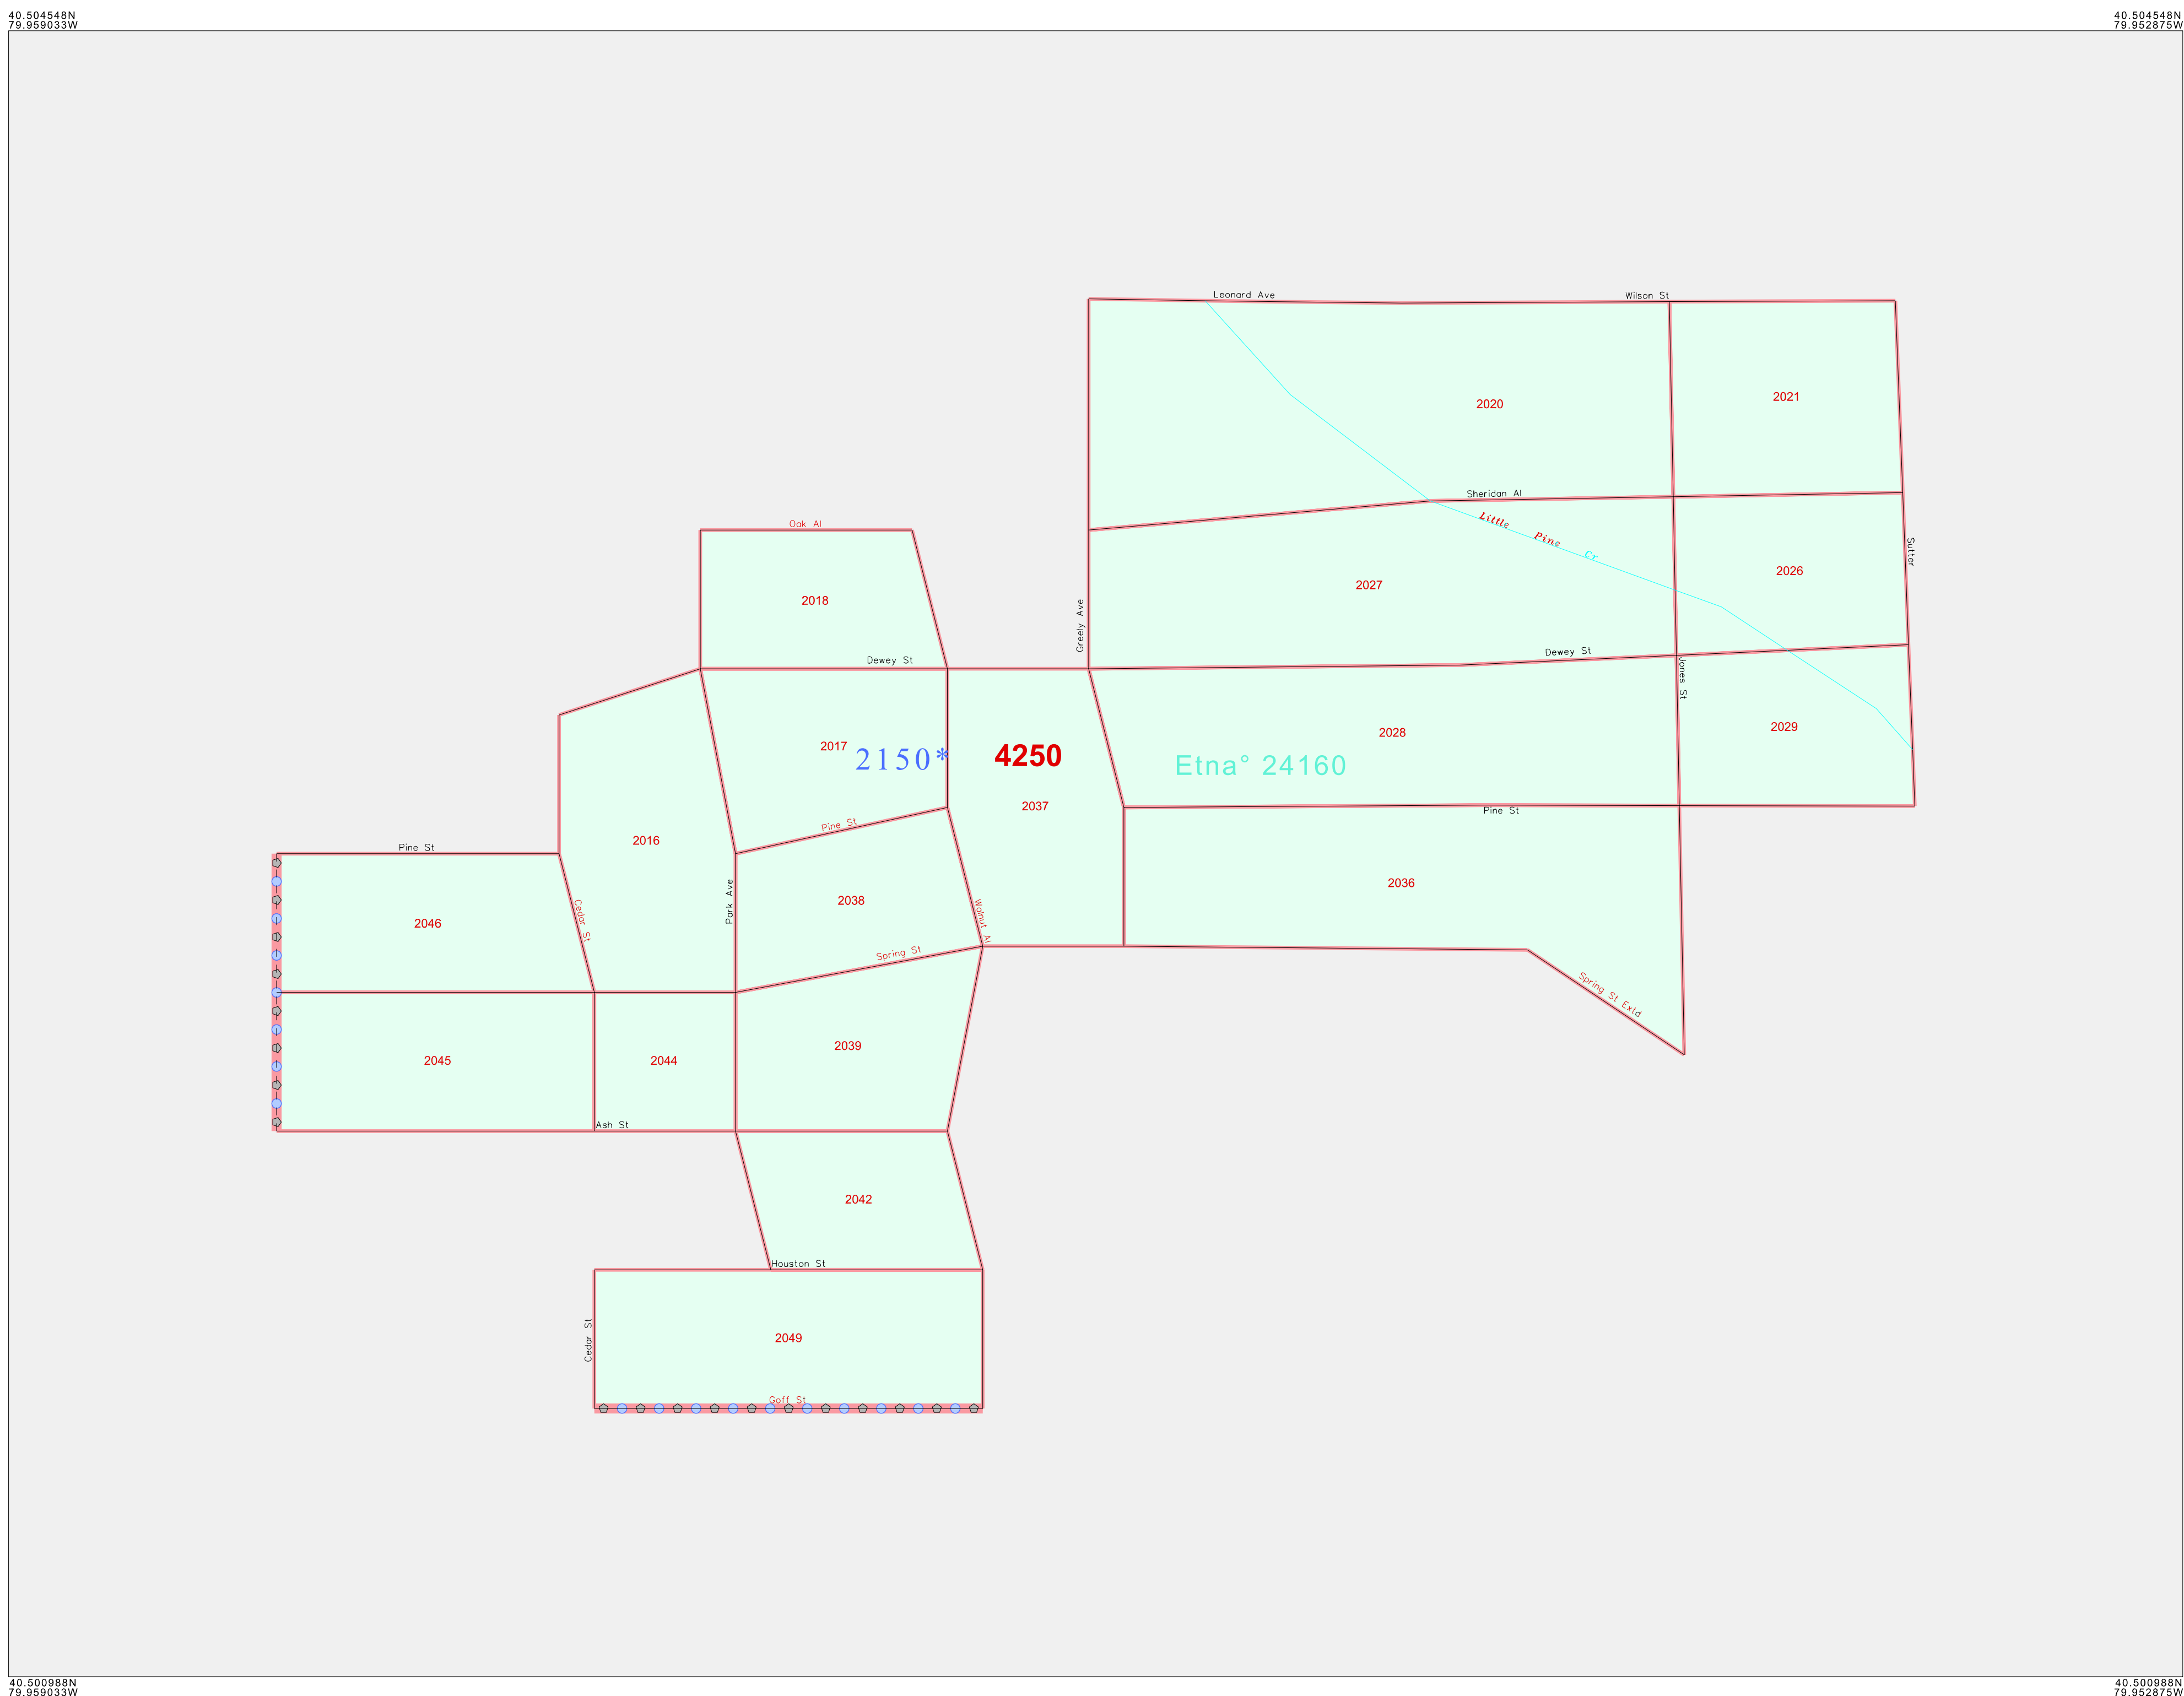 40.504548N
79.959033W
40.504548N
79.952875W
Leonard Ave
Wilson St
2021
2020
Sheridan Al
Little Pine Cr
Oak Al
Sutter
2026
2027
2018
Greely Ave
Dewey St
Dewey St
Jones St
2029
2028
2017
2150*
4250
Etna° 24160
2037
Pine St
Pine St
2016
Pine St
2036
2038
Park Ave
Cedar St
Walnut Al
2046
Spring St
Spring St Extd
2039
2045
2044
Ash St
2042
Houston St
Cedar St
2049
Goff St
40.500988N
79.959033W
40.500988N
79.952875W